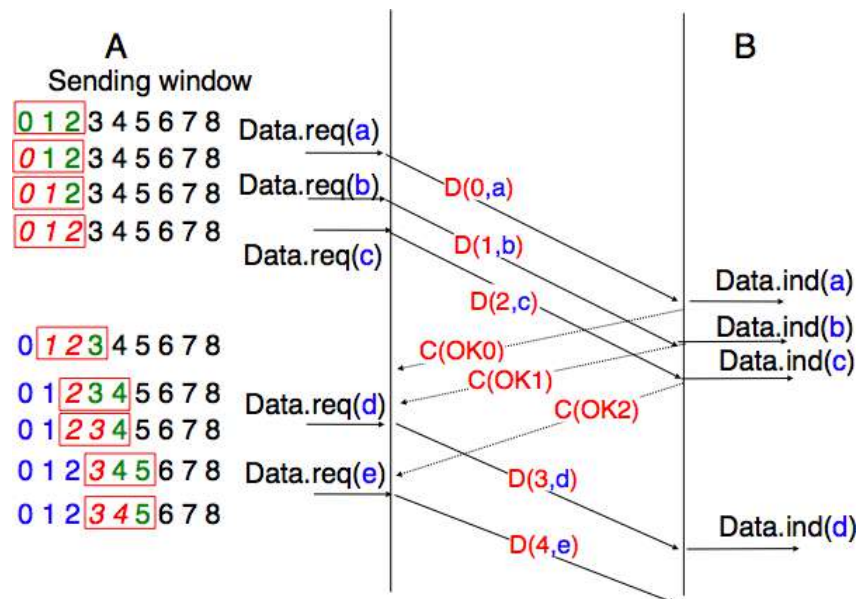 A
B
Sending window
0 1 2 3 4 5 6 7 8
Data.req(a)
0 1 2 3 4 5 6 7 8
Data.req(b)
D(0,a)
0 1 2 3 4 5 6 7 8
0 1 2 3 4 5 6 7 8
Data.req(c)
D(1,b)
D(2,c)
Data.ind(a)
Data.ind(b)
0 1 2 3 4 5 6 7 8
C(OK0)
Data.ind(c)
C(OK1)
0 1 2 3 4 5 6 7 8
Data.req(d)
C(OK2)
0 1 2 3 4 5 6 7 8
0 1 2 3 4 5 6 7 8
Data.req(e)
D(3,d)
0 1 2 3 4 5 6 7 8
D(4,e)
Data.ind(d)